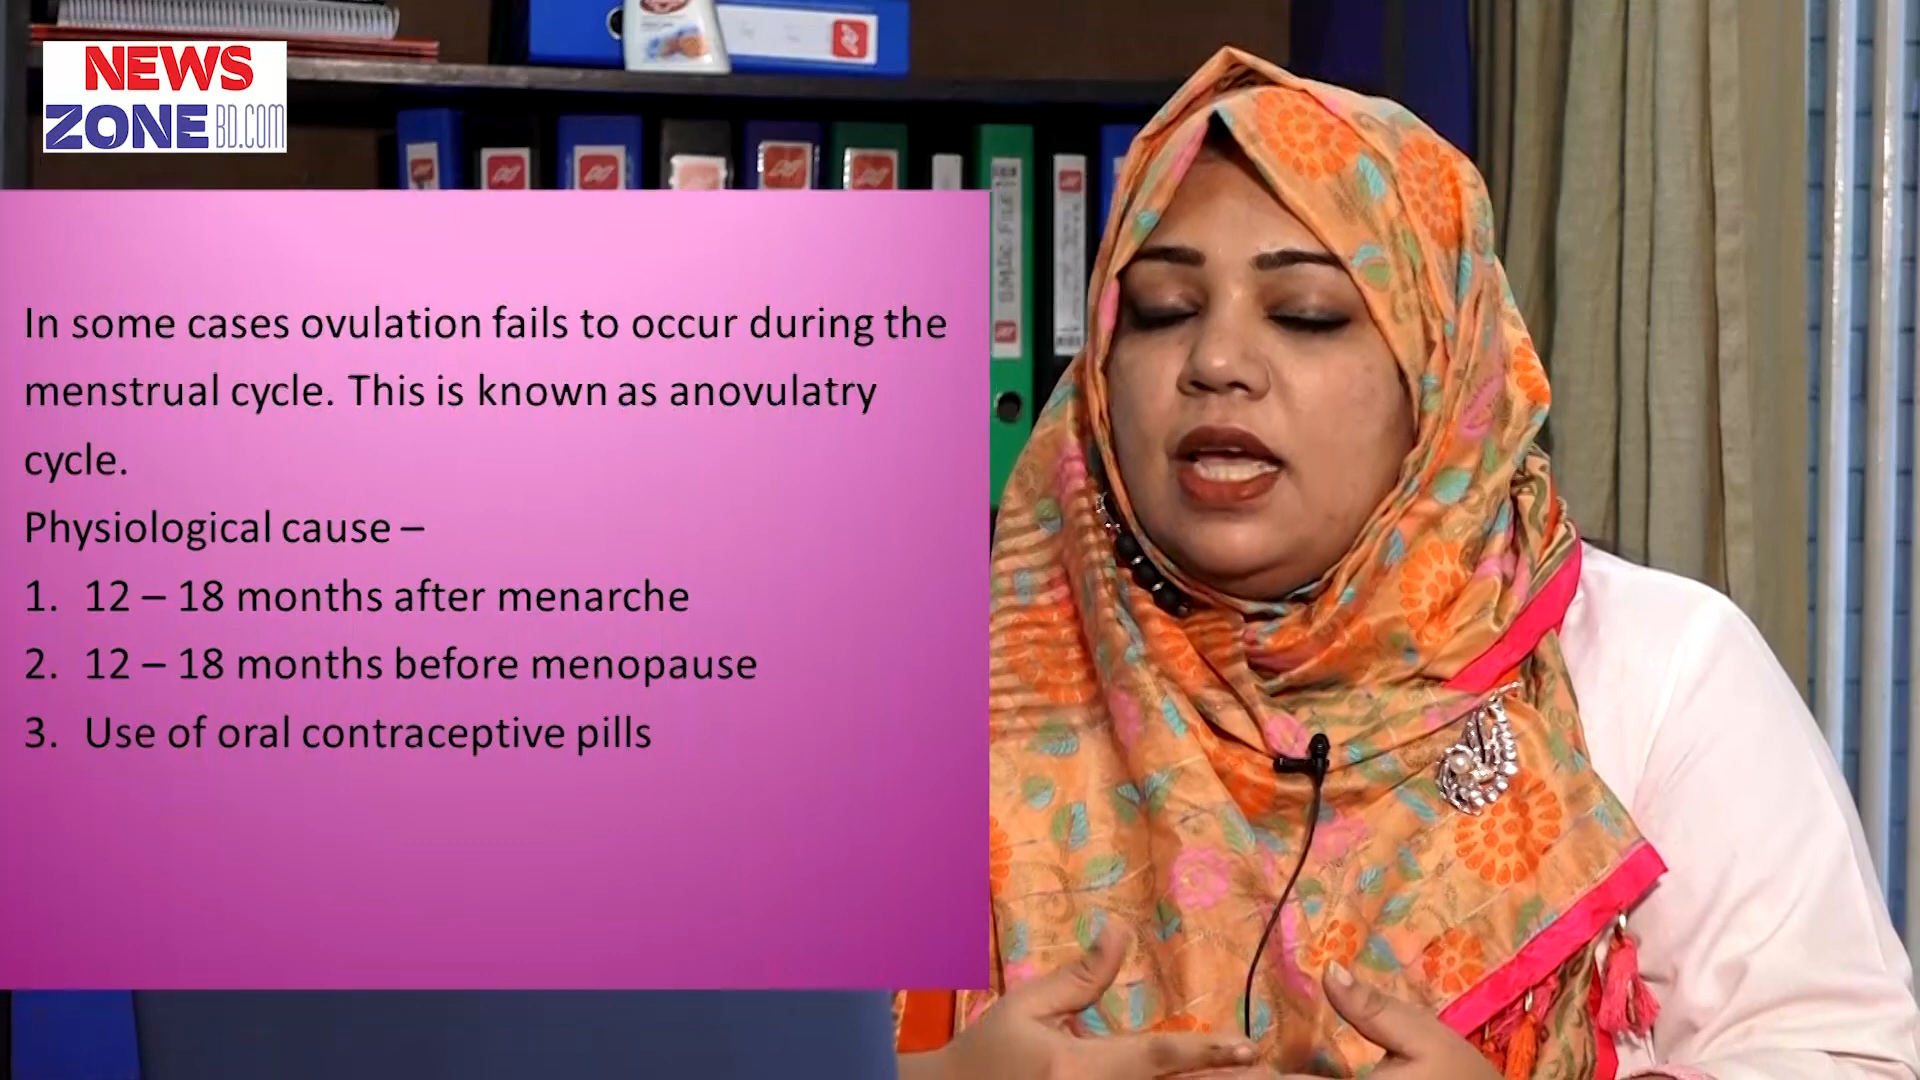 NEWS
ZONE BD.COM
In some cases ovulation fails to occur during the
menstrual cycle. This is known as anovulatry
cycle.
Physiological cause –
1. 12 – 18 months after menarche
2. 12 – 18 months before menopause
3. Use of oral contraceptive pills